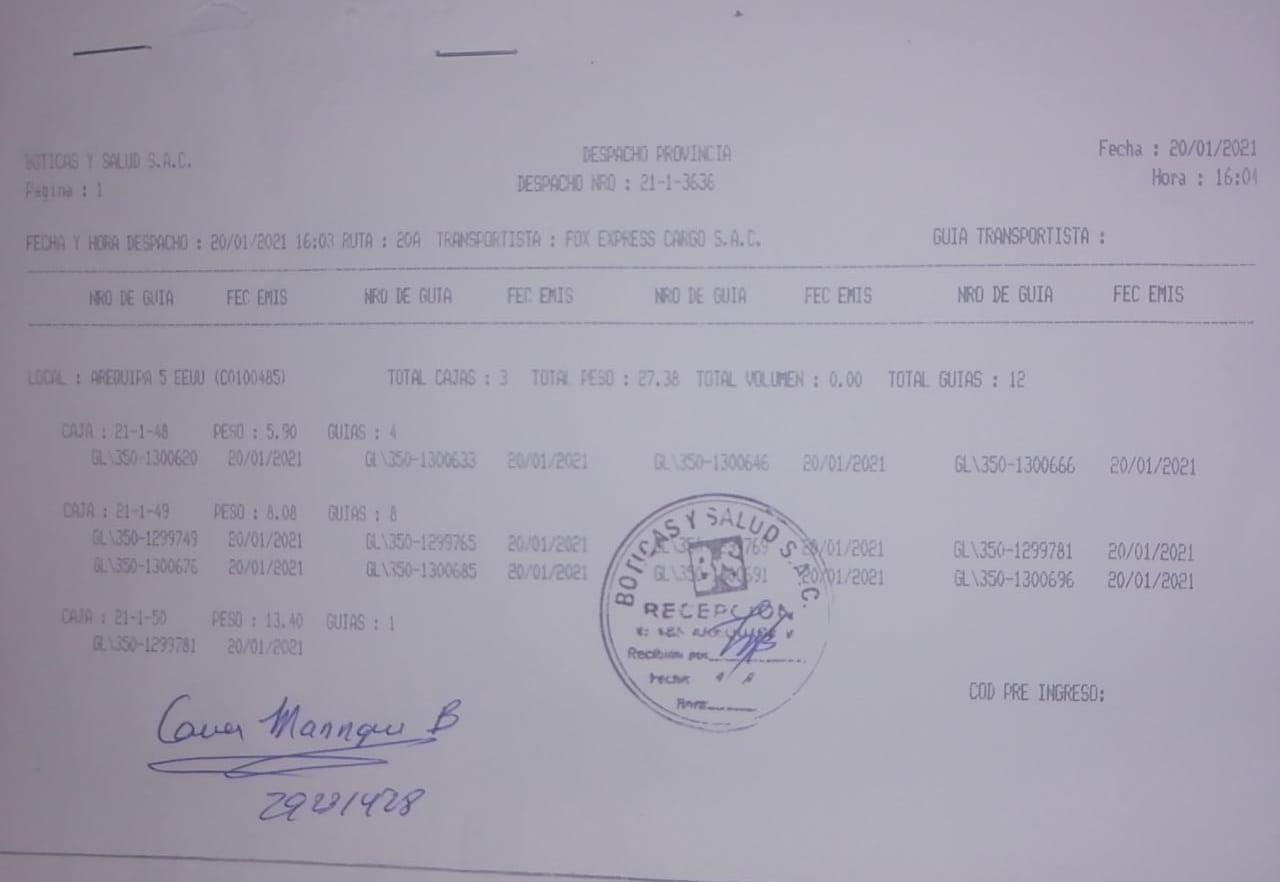 BOTICAS Y SALUD S.A.C. DESPACHO PROVINCIA Fecha : 20/01/2021
Pagina : 1 DESPACHO NRO : 21-1-3636 Hora : 16:04
FECHA Y HORA DESPACHO : 20/01/2021 16:03 RUTA : 20A TRANSPORTISTA : FOX EXPRESS CARGO S.A.C. GUIA TRANSPORTISTA :
NRO DE GUIA FEC EMIS NRO DE GUIA FEC EMIS NRO DE GUIA FEC EMIS NRO DE GUIA FEC EMIS
LOCAL : AREQUIPA 5 EEUU (C0100485) TOTAL CAJAS : 3 TOTAL PESO : 27.38 TOTAL VOLUMEN : 0.00 TOTAL GUIAS : 12
CAJA : 21-1-48 PESO : 5.90 GUIAS : 4
GL\350-1300620 20/01/2021 GL\350-1300633 20/01/2021 GL\350-1300646 20/01/2021 GL\350-1300666 20/01/2021
CAJA : 21-1-49 PESO : 8.08 GUIAS : 8
GL\350-1299749 20/01/2021 GL\350-1299765 20/01/2021 20/01/2021 GL\350-1299781 20/01/2021
GL\350-1300676 20/01/2021 GL\350-1300685 20/01/2021 20/01/2021 GL\350-1300696 20/01/2021
CAJA : 21-1-50 PESO : 13.40 GUIAS : 1
GL\350-1299781 20/01/2021
BOTICAS Y SALUD S.A.C.
BS
RECEPCION
Recibido por
Fecha:
Hora:
COD PRE INGRESO:
Manrique B